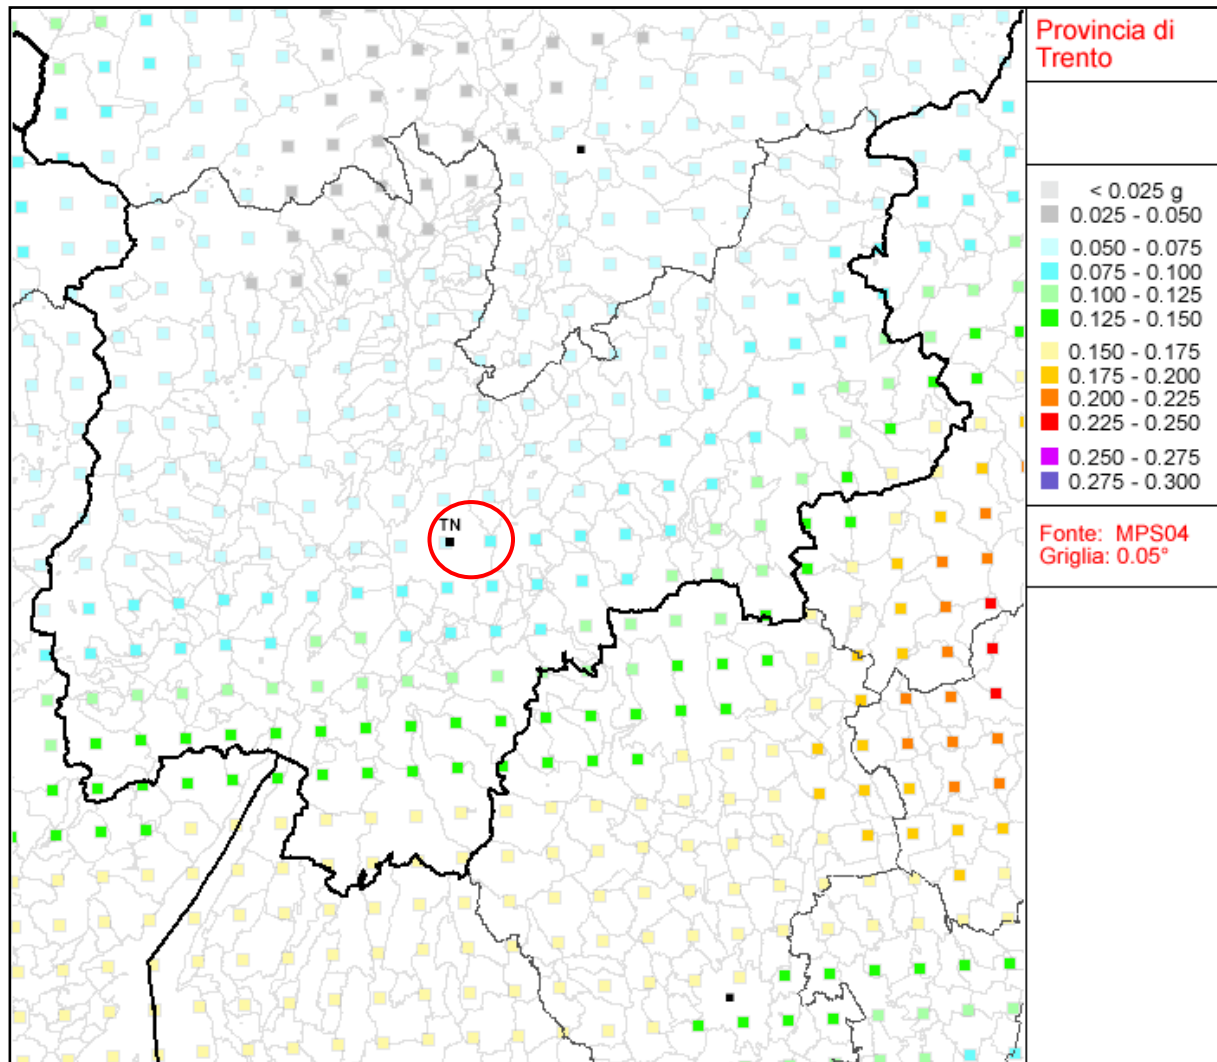 Provincia di
Trento
< 0.025 g
0.025 - 0.050
0.050 - 0.075
0.075 - 0.100
0.100 - 0.125
0.125 - 0.150
0.150 - 0.175
0.175 - 0.200
0.200 - 0.225
0.225 - 0.250
0.250 - 0.275
0.275 - 0.300
TN
Fonte: MPS04
Griglia: 0.05°